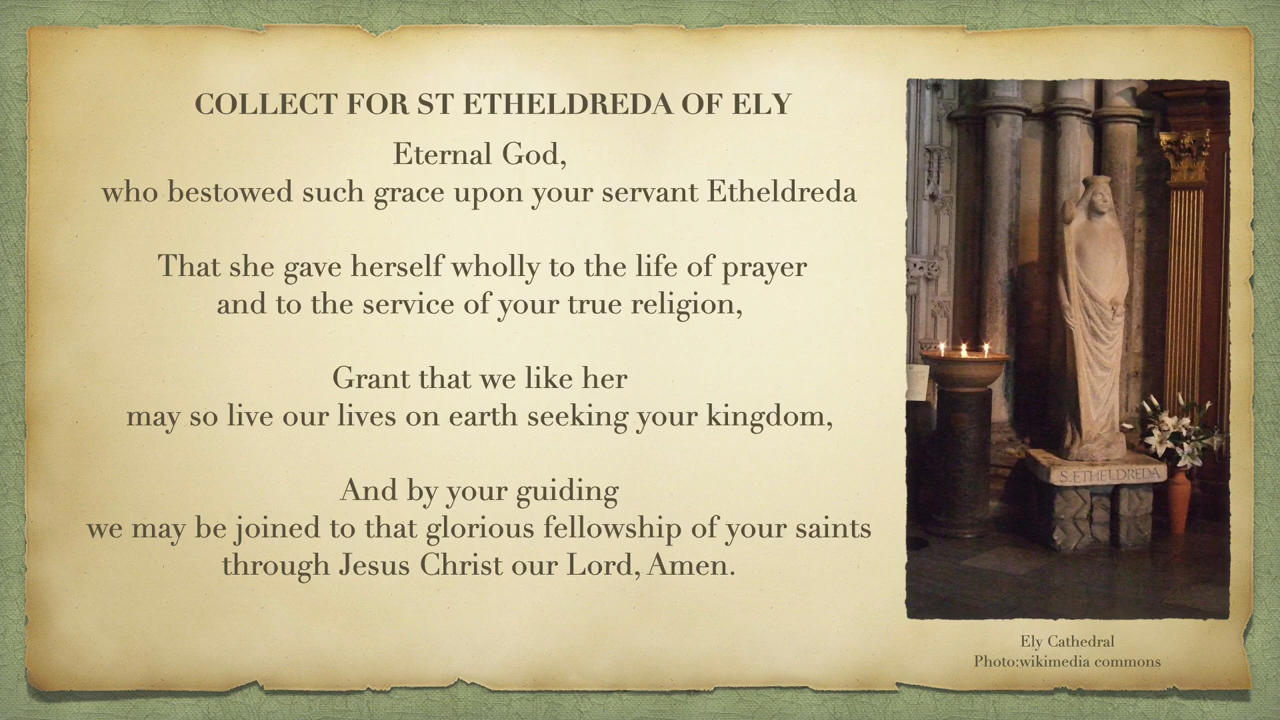 COLLECT FOR ST ETHELDREDA OF ELY
Eternal God,
who bestowed such grace upon your servant Etheldreda
That she gave herself wholly to the life of prayer
and to the service of your true religion,
Grant that we like her
may so live our lives on earth seeking your kingdom,
And by your guiding
we may be joined to that glorious fellowship of your saints
through Jesus Christ our Lord, Amen.
S. ETHELDREDA
Ely Cathedral
Photo:wikimedia commons